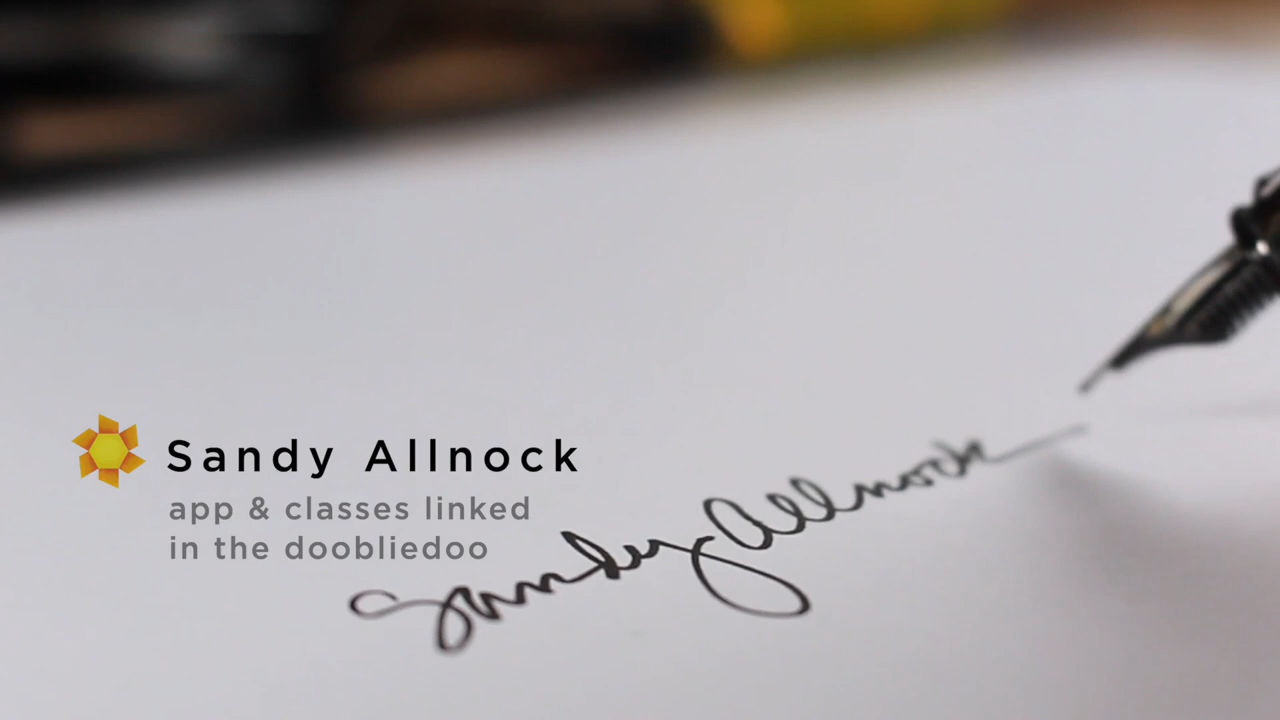 Sandy Allnock
app & classes linked
in the doobliedoo
Sandy Allnock